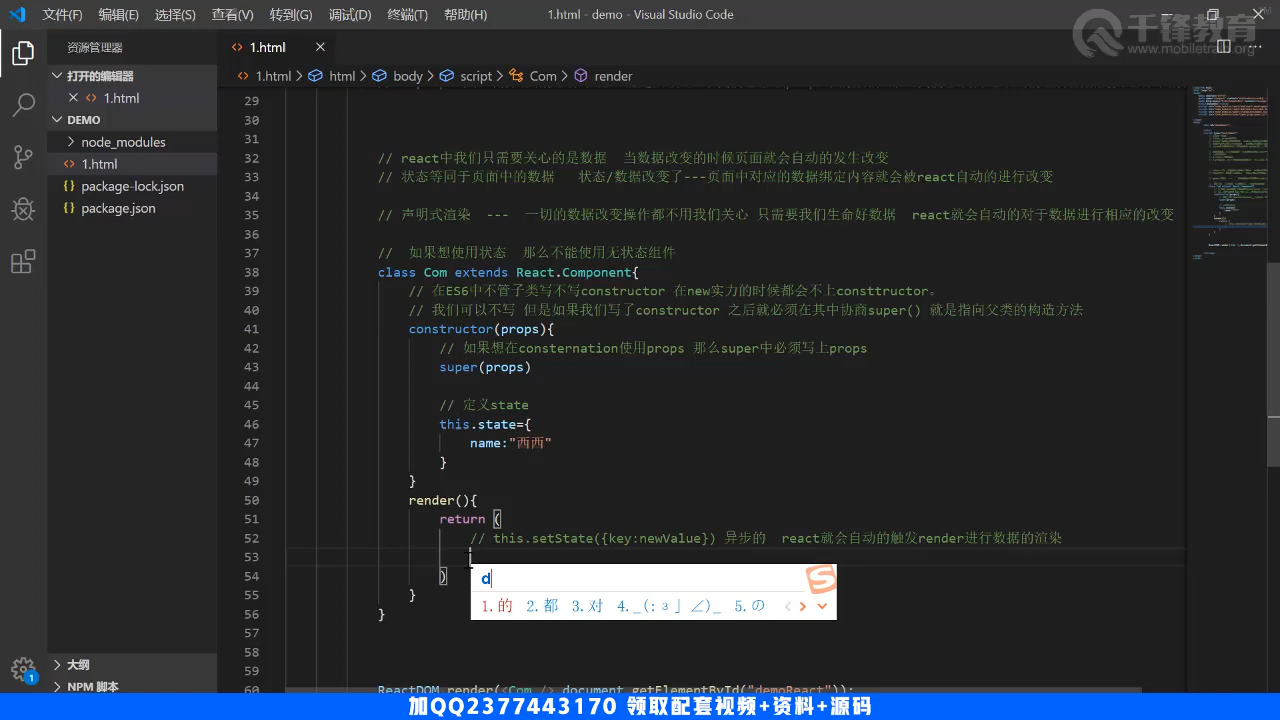 文件(F) 编辑(E) 选择(S) 查看(V) 转到(G) 调试(D) 终端(T) 帮助(H) 1.html - demo - Visual Studio Code
千锋教育
www.mobiletrain.org
资源管理器
1.html
打开的编辑器
1.html
DEMO
node_modules
1.html
package-lock.json
package.json
大纲
NPM 脚本
1
1.html > html > body > script > Com > render
29
30
31
32 // react中我们只需要关心的是数据 当数据改变的时候页面就会自动的发生改变
33 // 状态等同于页面中的数据 状态/数据改变了---页面中对应的数据绑定内容就会被react自动的进行改变
34
35 // 声明式渲染 --- 一切的数据改变操作都不用我们关心 只需要我们生命好数据 react就会自动的对于数据进行相应的改变
36
37 // 如果想使用状态 那么不能使用无状态组件
38 class Com extends React.Component{
39 // 在ES6中不管子类写不写constructor 在new实力的时候都会不上consttructor。
40 // 我们可以不写 但是如果我们写了constructor 之后就必须在其中协商super() 就是指向父类的构造方法
41 constructor(props){
42 // 如果想在consternation使用props 那么super中必须写上props
43 super(props)
44
45 // 定义state
46 this.state={
47 name:"西西"
48 }
49 }
50 render(){
51 return (
52 // this.setState({key:newValue}) 异步的 react就会自动的触发render进行数据的渲染
53
54 )
55 }
56 }
57
58
59
60 ReactDOM.render(<Com />,document.getElementById("demoReact"));
d
1.的 2.都 3.对 4._(:з」∠)_ 5.の
加QQ2377443170 领取配套视频+资料+源码